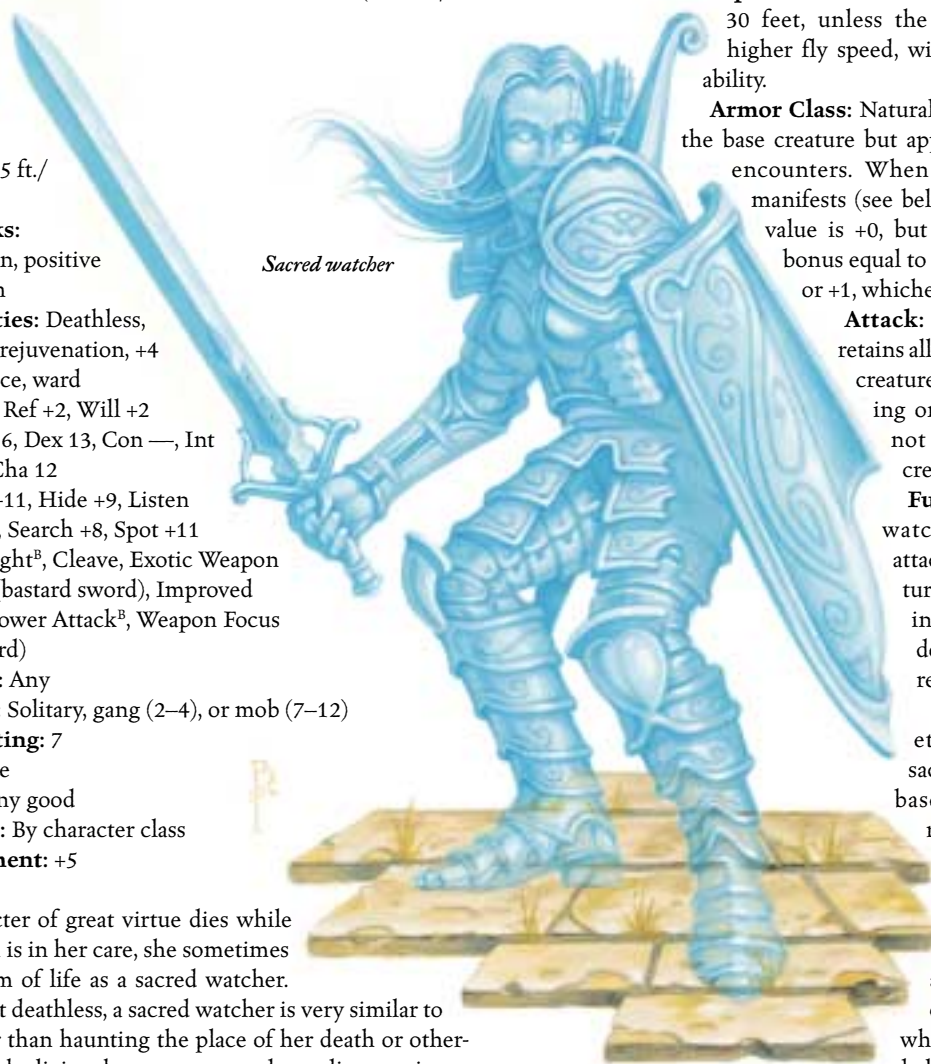 5 ft./
ks:
n, positive
n
ties: Deathless,
rejuvenation, +4
ce, ward
Ref +2, Will +2
6, Dex 13, Con —, Int
Cha 12
+11, Hide +9, Listen
, Search +8, Spot +11
ghtᴮ, Cleave, Exotic Weapon
(bastard sword), Improved
Power Attackᴮ, Weapon Focus
rd)
: Any
: Solitary, gang (2–4), or mob (7–12)
ting: 7
e
ny good
: By character class
ment: +5
cter of great virtue dies while
is in her care, she sometimes
m of life as a sacred watcher.
t deathless, a sacred watcher is very similar to
r than haunting the place of her death or other-
Sacred watcher
30 feet, unless the
higher fly speed, wi
ability.
Armor Class: Natural
the base creature but app
encounters. When
manifests (see bel
value is +0, but
bonus equal to
or +1, whiche
Attack:
retains all
creature
ing or
not
cre
Fu
watc
attac
tur
in
de
re
et
sac
base
wh